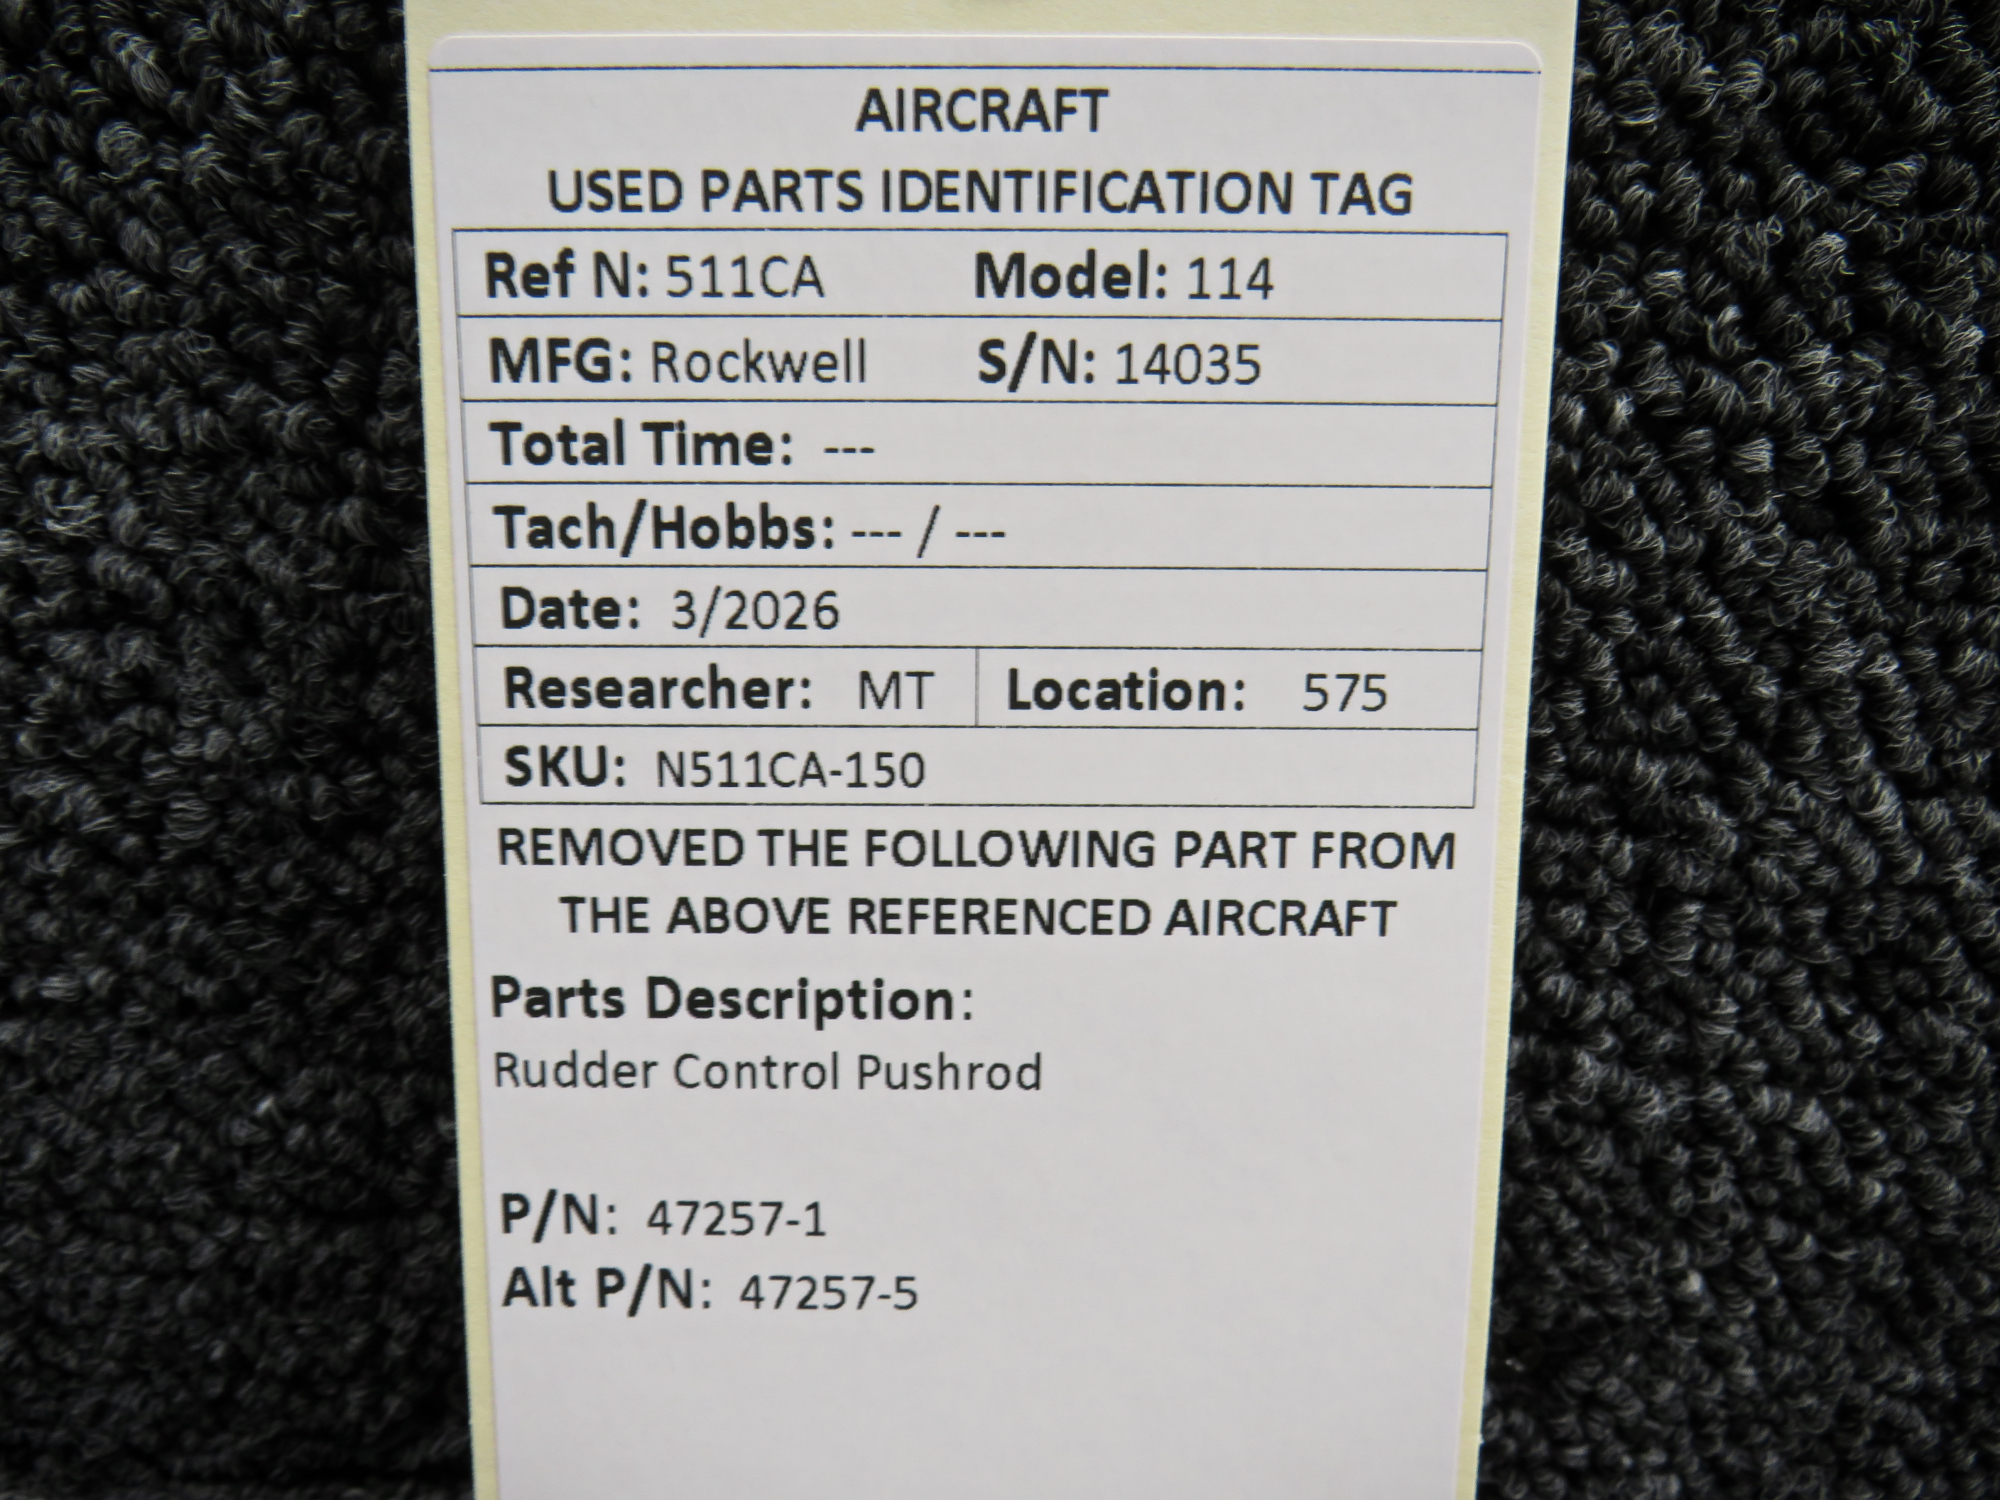 AIRCRAFT
USED PARTS IDENTIFICATION TAG
Ref N: 511CA Model: 114
MFG: Rockwell S/N: 14035
Total Time: ---
Tach/Hobbs: --- / ---
Date: 3/2026
Researcher: MT Location: 575
SKU: N511CA-150
REMOVED THE FOLLOWING PART FROM
THE ABOVE REFERENCED AIRCRAFT
Parts Description:
Rudder Control Pushrod
P/N: 47257-1
Alt P/N: 47257-5